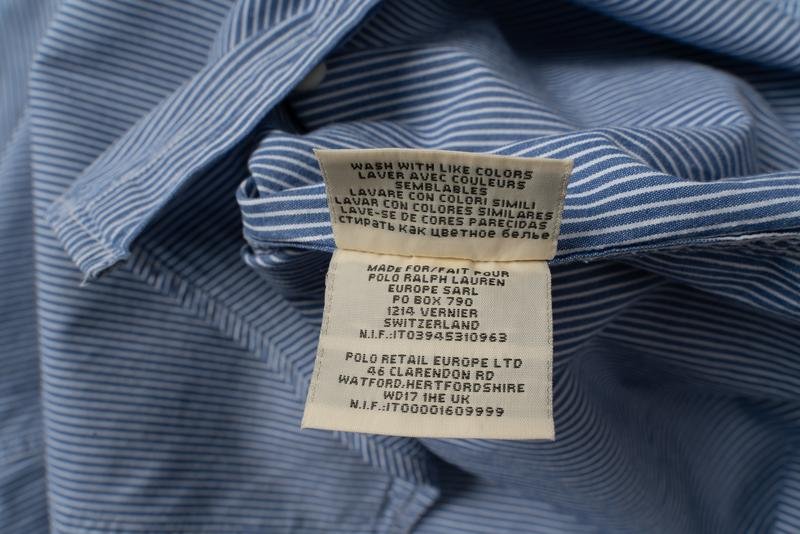 WASH WITH LIKE COLORS
LAVER AVEC COULEURS
SEMBLABLES
LAVARE CON COLORI SIMILI
LAVAR CON COLORES SIMILARES
LAVE-SE DE CORES PARECIDAS
стирать как цветное белье
MADE FOR/FAIT POUR
POLO RALPH LAUREN
EUROPE SARL
PO BOX 790
1214 VERNIER
SWITZERLAND
N.I.F.:IT03945310963
POLO RETAIL EUROPE LTD
46 CLARENDON RD
WATFORD,HERTFORDSHIRE
WD17 1HE UK
N.I.F.:IT00001609999